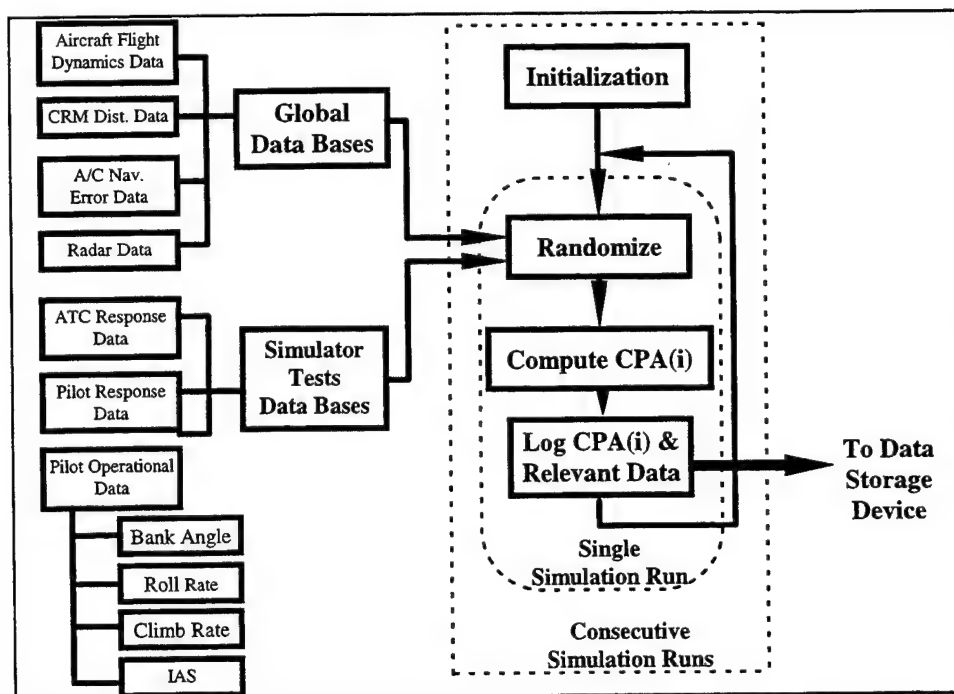 Aircraft Flight
Dynamics Data
CRM Dist. Data
A/C Nav.
Error Data
Radar Data
Global
Data Bases
ATC Response
Data
Pilot Response
Data
Simulator
Tests
Data Bases
Pilot Operational
Data
Bank Angle
Roll Rate
Climb Rate
IAS
Initialization
Randomize
Compute CPA(i)
Log CPA(i) &
Relevant Data
Single
Simulation Run
Consecutive
Simulation Runs
To Data
Storage
Device